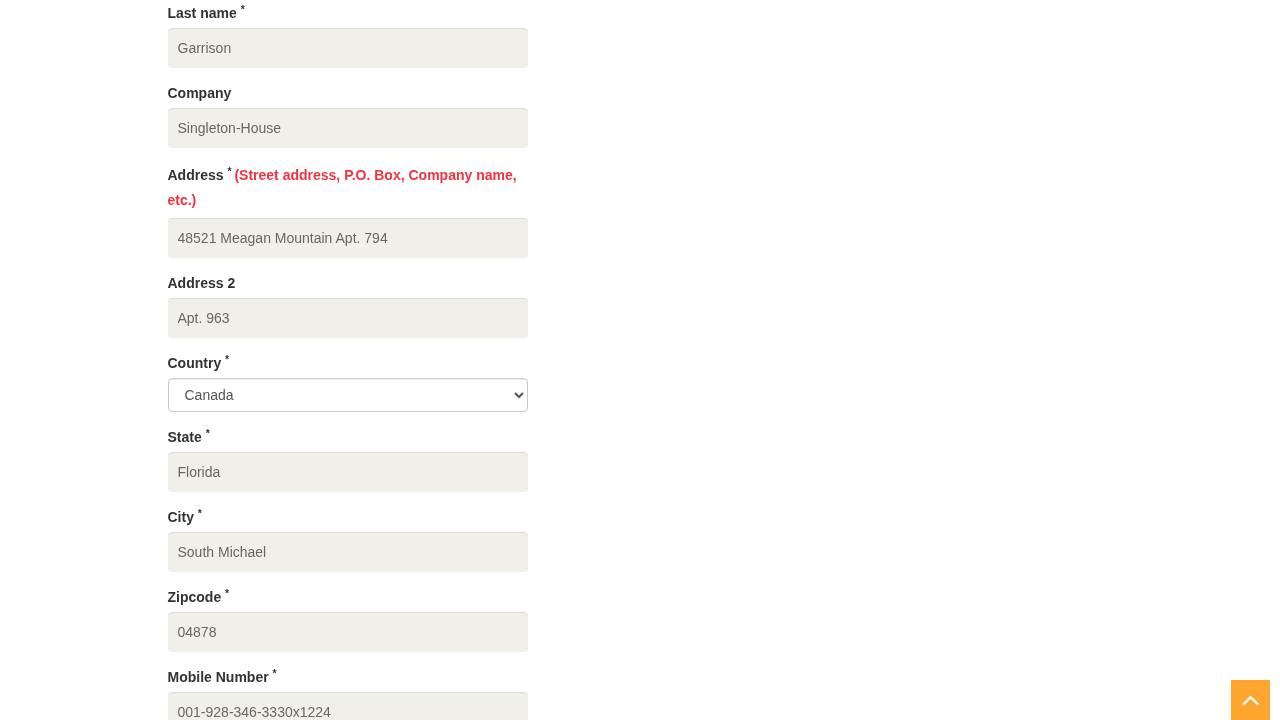 Last name *
Garrison
Company
Singleton-House
Address * (Street address, P.O. Box, Company name,
etc.)
48521 Meagan Mountain Apt. 794
Address 2
Apt. 963
Country *
Canada
State *
Florida
City *
South Michael
Zipcode *
04878
Mobile Number *
001-928-346-3330x1224